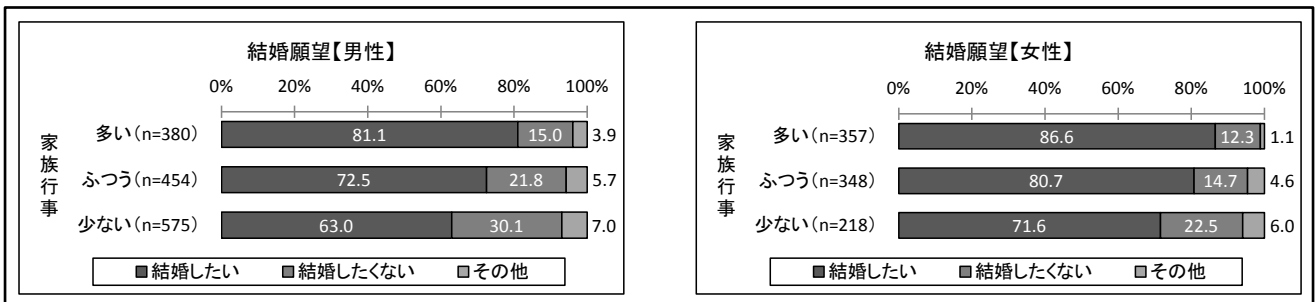 結婚願望【男性】
0% 20% 40% 60% 80% 100%
家族行事
多い(n=380) 81.1 15.0 3.9
ふつう(n=454) 72.5 21.8 5.7
少ない(n=575) 63.0 30.1 7.0
■結婚したい ■結婚したくない ■その他
結婚願望【女性】
0% 20% 40% 60% 80% 100%
家族行事
多い(n=357) 86.6 12.3 1.1
ふつう(n=348) 80.7 14.7 4.6
少ない(n=218) 71.6 22.5 6.0
■結婚したい ■結婚したくない ■その他